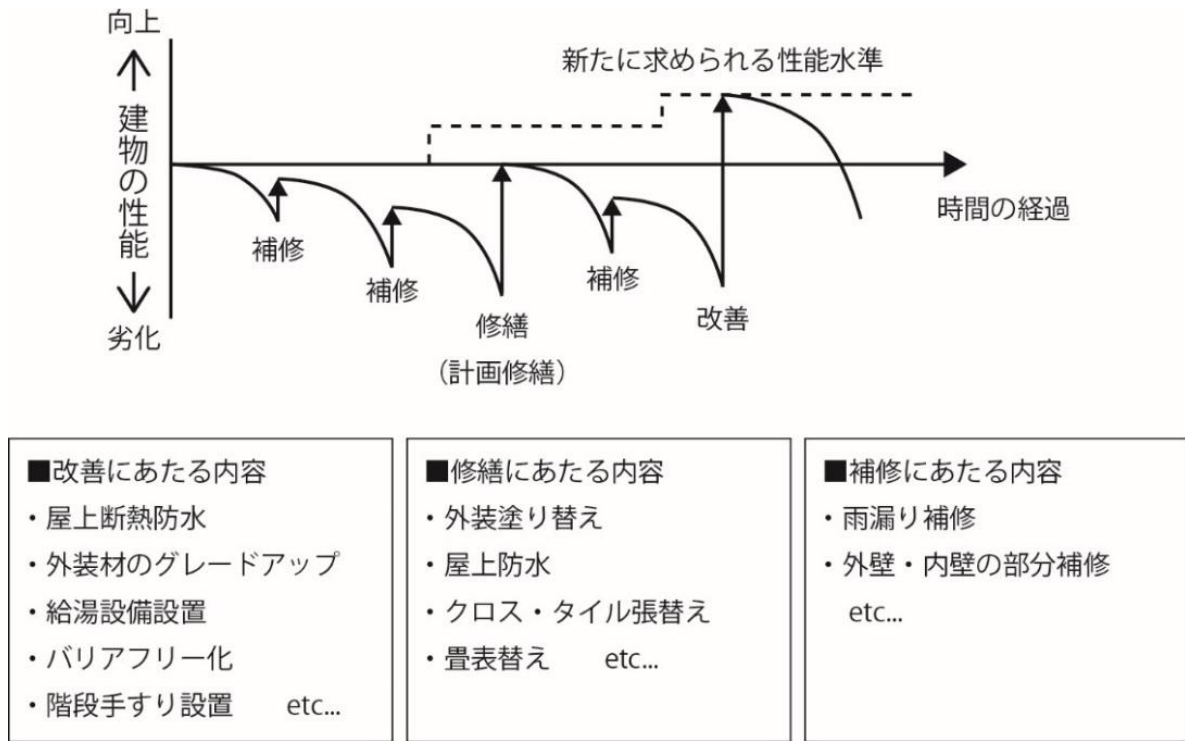 向上
建物の性能
劣化
新たに求められる性能水準
時間の経過
補修
補修
修繕
(計画修繕)
補修
改善
■改善にあたる内容
・屋上断熱防水
・外装材のグレードアップ
・給湯設備設置
・バリアフリー化
・階段手すり設置　　etc...
■修繕にあたる内容
・外装塗り替え
・屋上防水
・クロス・タイル張替え
・畳表替え　　etc...
■補修にあたる内容
・雨漏り補修
・外壁・内壁の部分補修
etc...